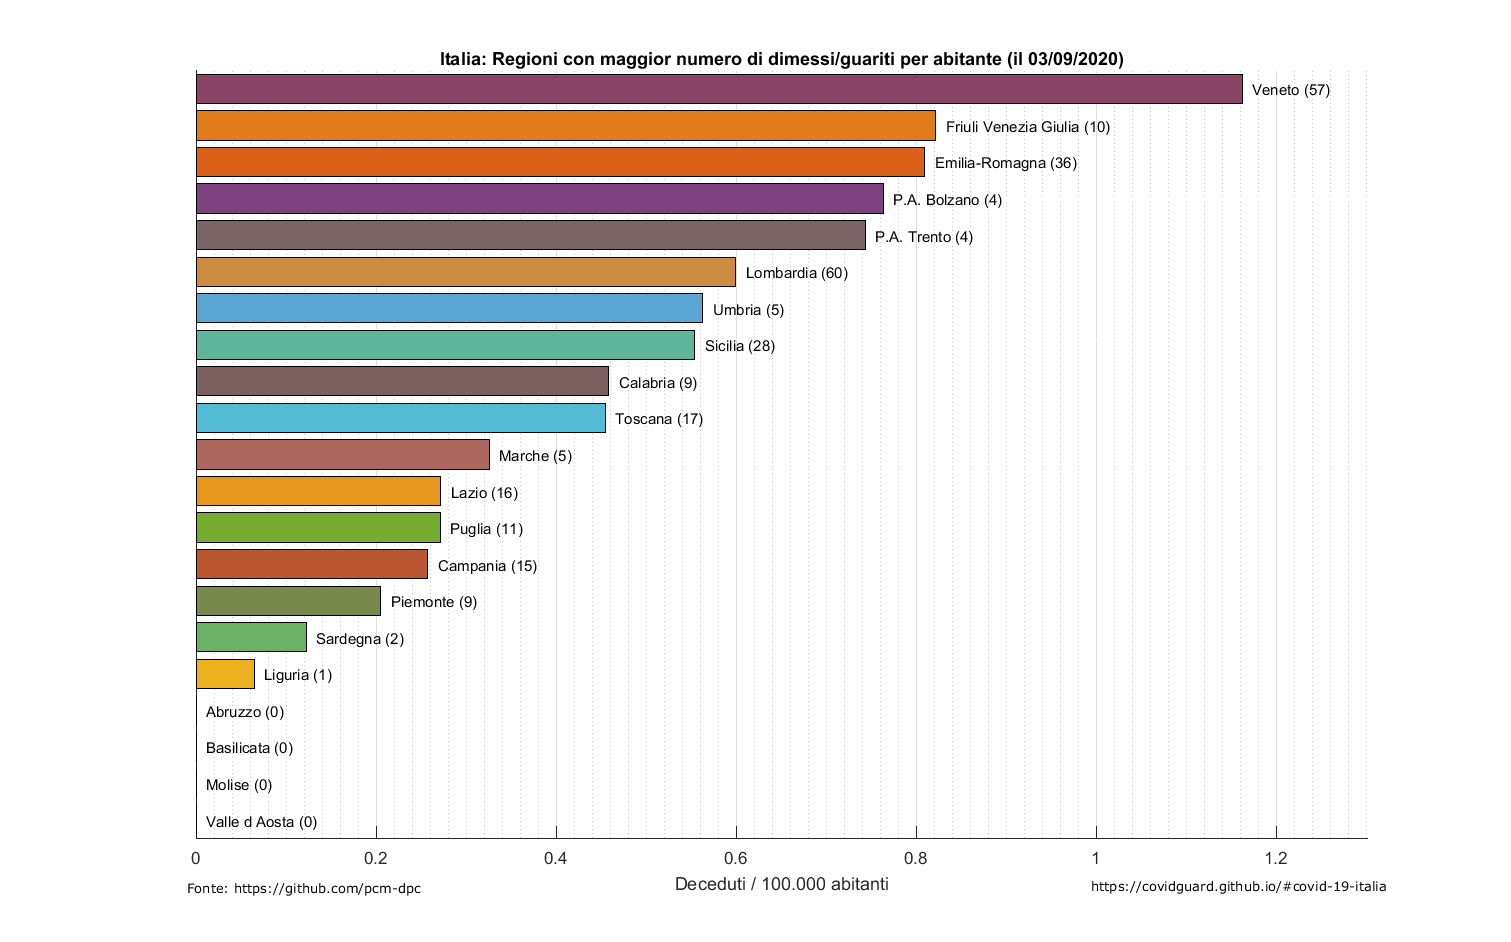 Italia: Regioni con maggior numero di dimessi/guariti per abitante (il 03/09/2020)
Veneto (57)
Friuli Venezia Giulia (10)
Emilia-Romagna (36)
P.A. Bolzano (4)
P.A. Trento (4)
Lombardia (60)
Umbria (5)
Sicilia (28)
Calabria (9)
Toscana (17)
Marche (5)
Lazio (16)
Puglia (11)
Campania (15)
Piemonte (9)
Sardegna (2)
Liguria (1)
Abruzzo (0)
Basilicata (0)
Molise (0)
Valle d Aosta (0)
0 0.2 0.4 0.6 0.8 1 1.2
Deceduti / 100.000 abitanti
Fonte: https://github.com/pcm-dpc
https://covidguard.github.io/#covid-19-italia